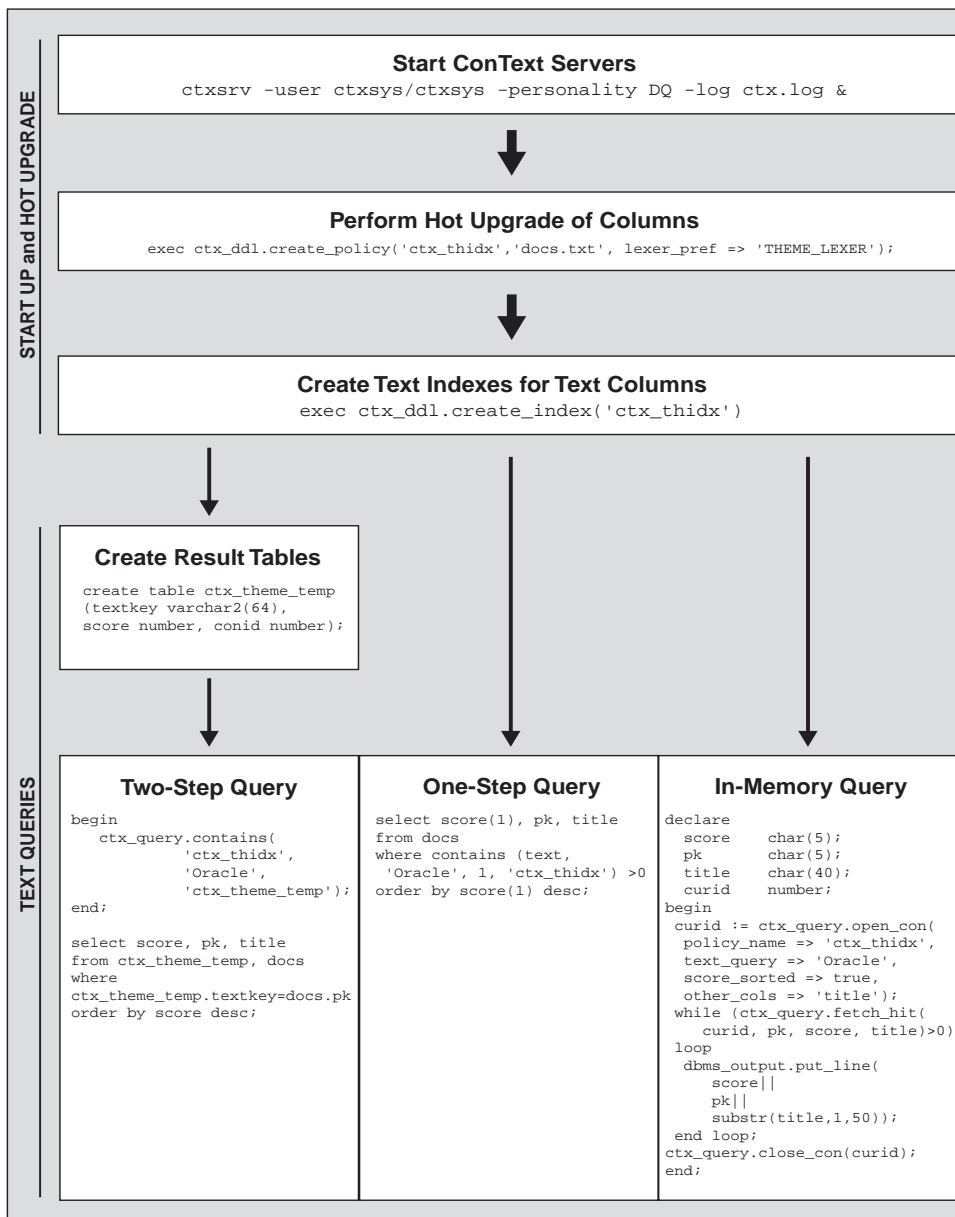 START UP and HOT UPGRADE
Start ConText Servers
ctxsrv -user ctxsys/ctxsys -personality DQ -log ctx.log &
Perform Hot Upgrade of Columns
exec ctx_ddl.create_policy('ctx_thidx','docs.txt', lexer_pref => 'THEME_LEXER');
Create Text Indexes for Text Columns
exec ctx_ddl.create_index('ctx_thidx')
TEXT QUERIES
Create Result Tables
create table ctx_theme_temp
(textkey varchar2(64),
score number, conid number);
Two-Step Query
begin
ctx_query.contains(
'ctx_thidx',
'Oracle',
'ctx_theme_temp');
end;
select score, pk, title
from ctx_theme_temp, docs
where
ctx_theme_temp.textkey=docs.pk
order by score desc;
One-Step Query
select score(1), pk, title
from docs
where contains (text,
'Oracle', 1, 'ctx_thidx') >0
order by score(1) desc;
In-Memory Query
declare
score char(5);
pk char(5);
title char(40);
curid number;
begin
curid := ctx_query.open_con(
policy_name => 'ctx_thidx',
text_query => 'Oracle',
score_sorted => true,
other_cols => 'title');
while (ctx_query.fetch_hit(
curid, pk, score, title)>0)
loop
dbms_output.put_line(
score||
pk||
substr(title,1,50));
end loop;
ctx_query.close_con(curid);
end;